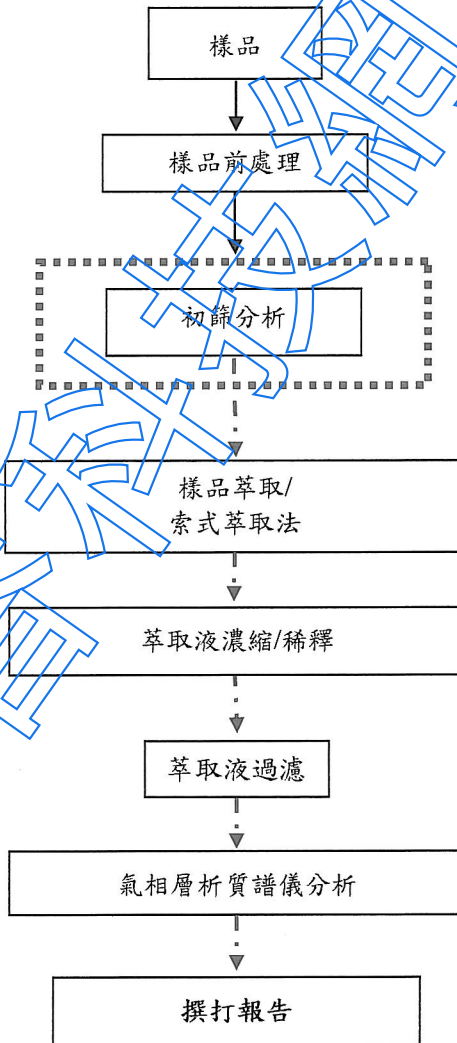 樣品
樣品前處理
初篩分析
樣品萃取/
索式萃取法
萃取液濃縮/稀釋
萃取液過濾
氣相層析質譜儀分析
撰打報告